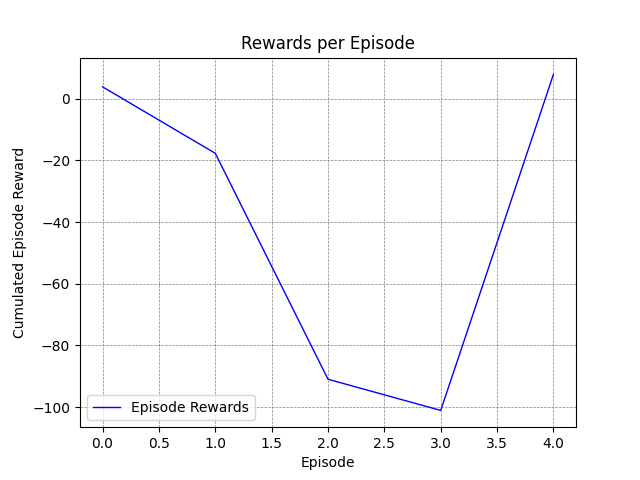 Rewards per Episode
Cumulated Episode Reward
0
−20
−40
−60
−80
−100
Episode Rewards
0.0 0.5 1.0 1.5 2.0 2.5 3.0 3.5 4.0
Episode